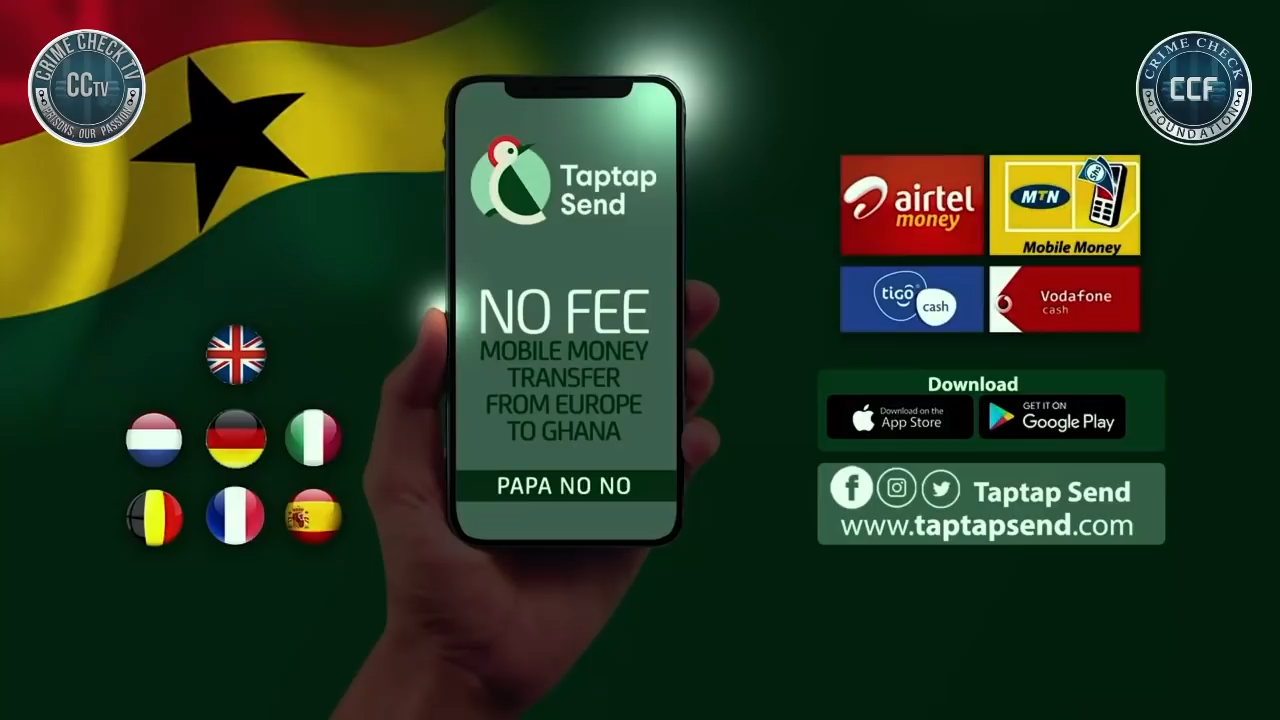 CRIME CHECK TV
CCTV
PRISONS, OUR PASSION
CRIME CHECK
CCF
FOUNDATION
Taptap
Send
NO FEE
MOBILE MONEY
TRANSFER
FROM EUROPE
TO GHANA
PAPA NO NO
airtel
money
MTN
Mobile Money
tigo
cash
Vodafone
cash
Download
Download on the
App Store
GET IT ON
Google Play
Taptap Send
www.taptapsend.com